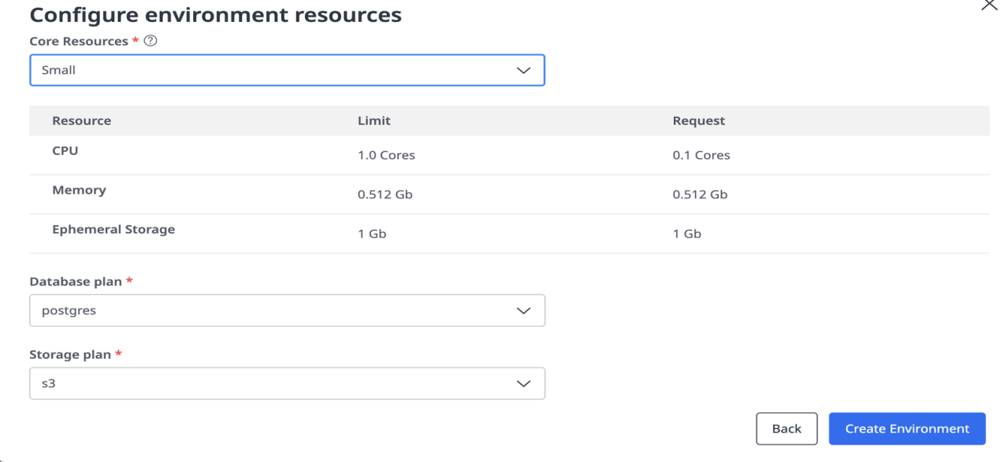 Configure environment resources
Core Resources *
Small
Resource Limit Request
CPU 1.0 Cores 0.1 Cores
Memory 0.512 Gb 0.512 Gb
Ephemeral Storage 1 Gb 1 Gb
Database plan *
postgres
Storage plan *
s3
Back Create Environment